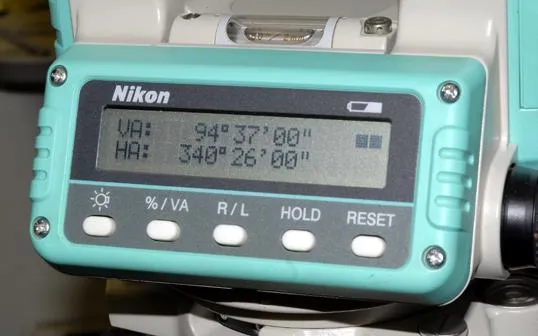 Nikon
VA: 94°37'00"
HA: 340°26'00"
%/VA R/L HOLD RESET